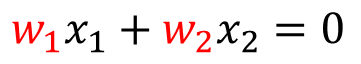 w₁x₁ + w₂x₂ = 0